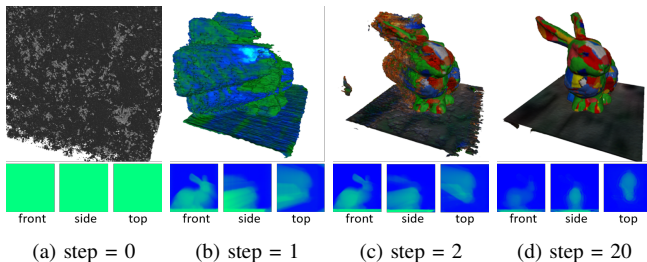 front side top front side top front side top front side top
(a) step = 0 (b) step = 1 (c) step = 2 (d) step = 20